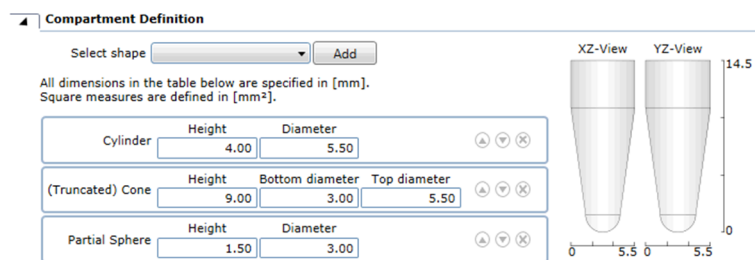 Compartment Definition
Select shape Add
All dimensions in the table below are specified in [mm].
Square measures are defined in [mm²].
Height Diameter
Cylinder 4.00 5.50
Height Bottom diameter Top diameter
(Truncated) Cone 9.00 3.00 5.50
Height Diameter
Partial Sphere 1.50 3.00
XZ-View YZ-View
14.5
0
0 5.5 0 5.5